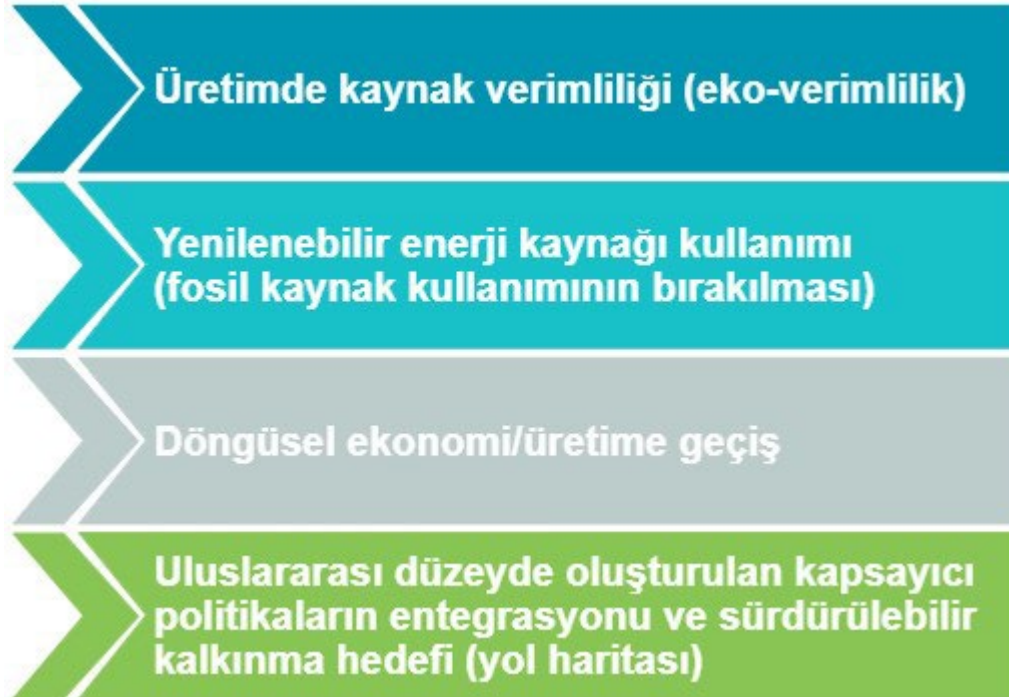 Üretimde kaynak verimliliği (eko-verimlilik)
Yenilenebilir enerji kaynağı kullanımı
(fosil kaynak kullanımının bırakılması)
Döngüsel ekonomi/üretime geçiş
Uluslararası düzeyde oluşturulan kapsayıcı
politikaların entegrasyonu ve sürdürülebilir
kalkınma hedefi (yol haritası)